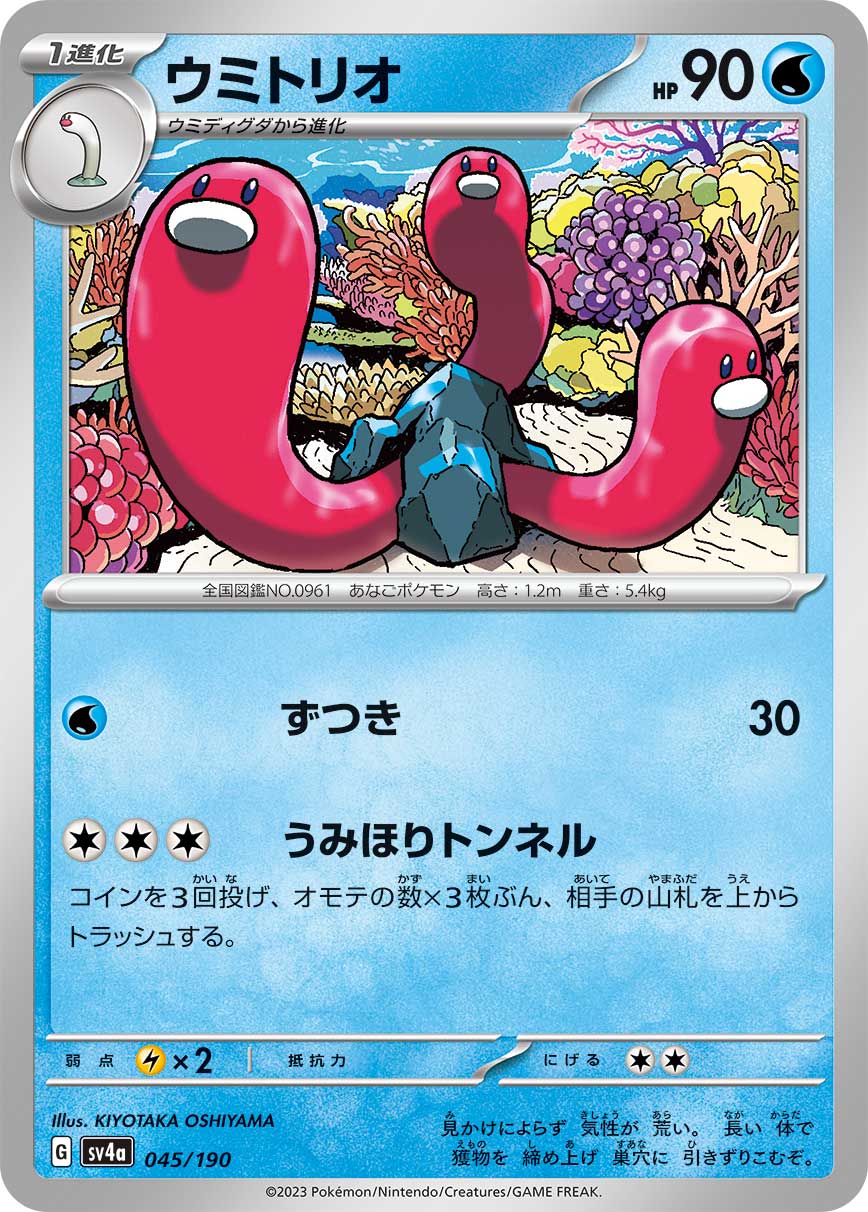 1進化
ウミトリオ
HP 90
ウミディグダから進化
全国図鑑NO.0961 あなごポケモン 高さ：1.2m 重さ：5.4kg
ずつき 30
うみほりトンネル
コインを3回投げ、オモテの数×3枚ぶん、相手の山札を上から
トラッシュする。
弱点 ×2 抵抗力 にげる
Illus. KIYOTAKA OSHIYAMA
G sv4a 045/190
見かけによらず 気性が 荒い。長い 体で
獲物を 締め上げ 巣穴に 引きずりこむぞ。
©2023 Pokémon/Nintendo/Creatures/GAME FREAK.